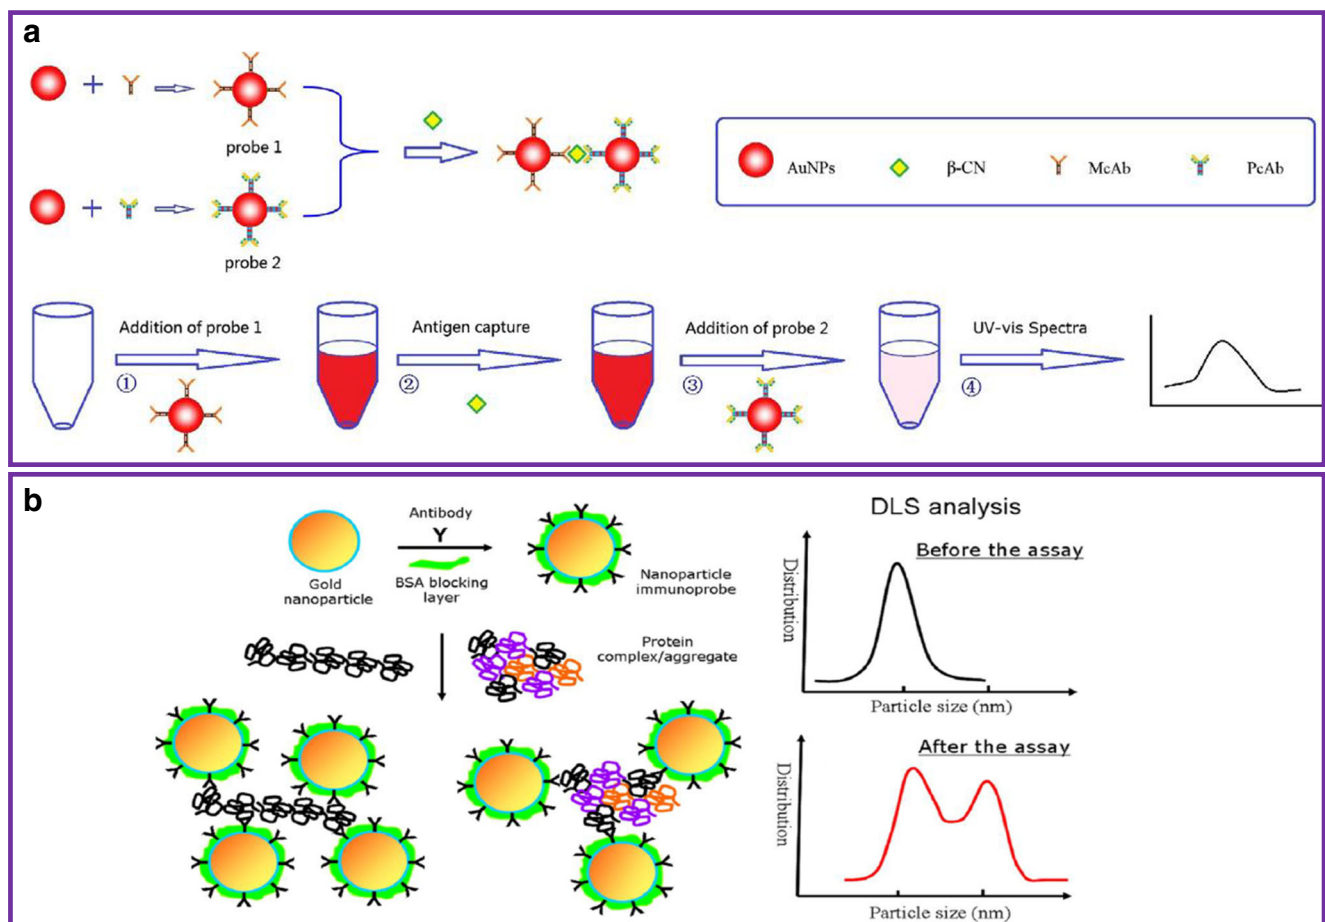 a
probe 1
probe 2
AuNPs
β-CN
McAb
PcAb
Addition of probe 1
①
Antigen capture
②
Addition of probe 2
③
UV-vis Spectra
④
b
Antibody
Y
BSA blocking
layer
Gold
nanoparticle
Nanoparticle
immunoprobe
Protein
complex/aggregate
DLS analysis
Before the assay
Distribution
Particle size (nm)
After the assay
Distribution
Particle size (nm)